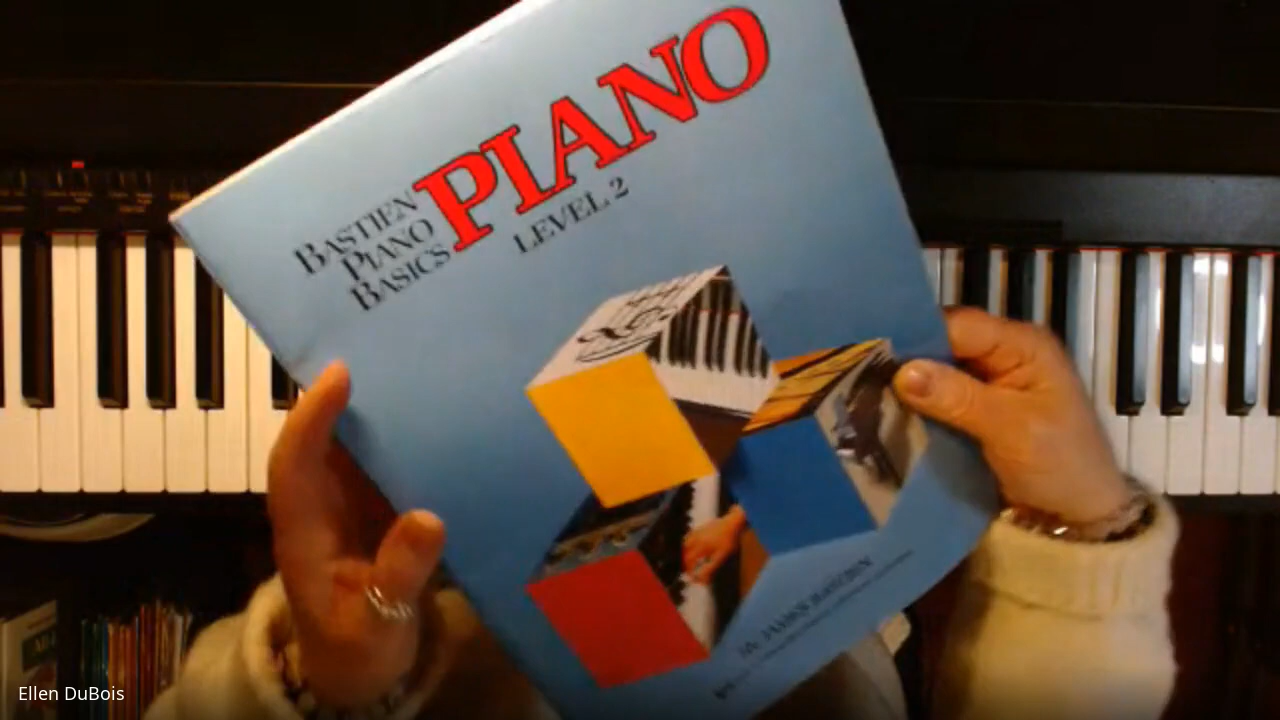 BASTIEN
PIANO
BASICS
PIANO
LEVEL 2
Ellen DuBois